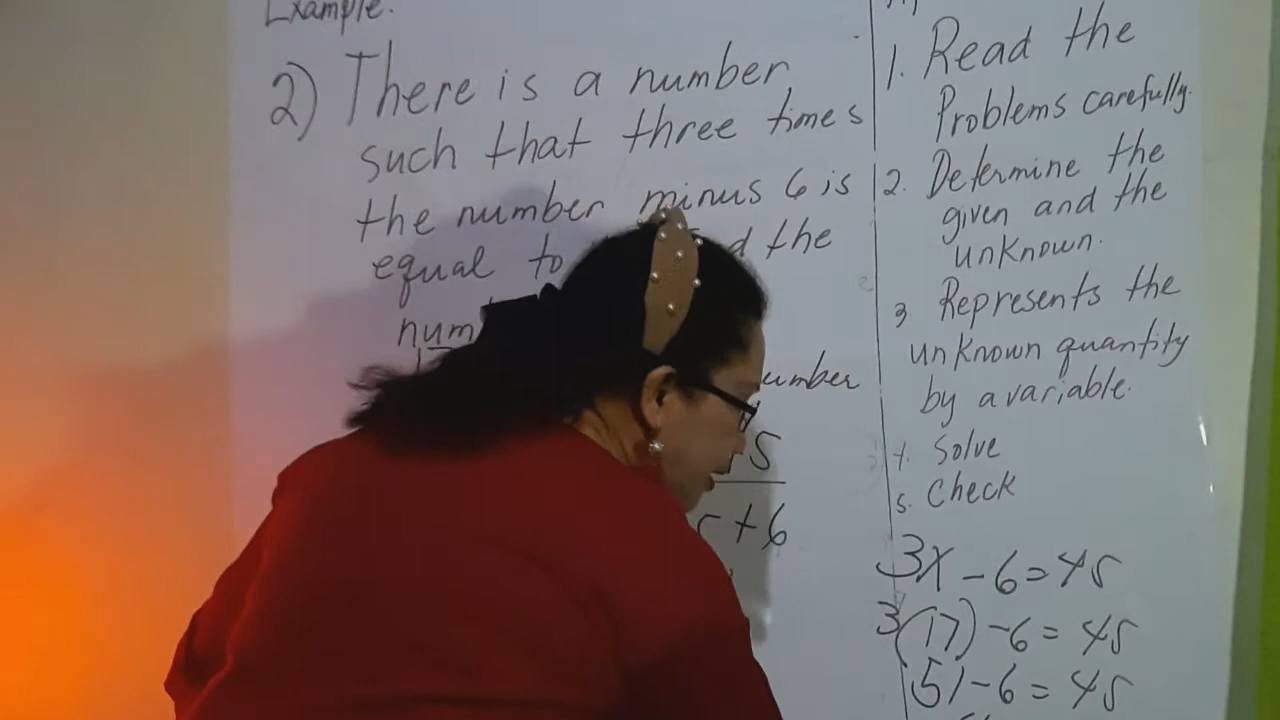 Example.
2) There is a number
such that three times
the number minus 6 is
equal to the
num
umber
5
+6
1. Read the
Problems carefully.
2. Determine the
given and the
unknown.
3. Represents the
unknown quantity
by a variable.
4. Solve
5. Check
3x - 6 = 45
3(17) - 6 = 45
51 - 6 = 45